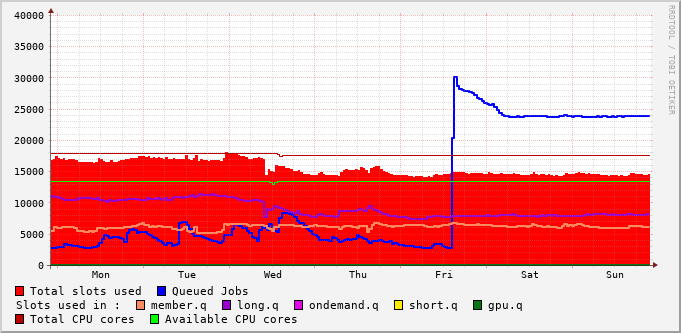 RRDTOOL / TOBI OETIKER
40000
35000
30000
25000
20000
15000
10000
5000
0
Mon Tue Wed Thu Fri Sat Sun
Total slots used Queued Jobs
Slots used in : member.q long.q ondemand.q short.q gpu.q
Total CPU cores Available CPU cores